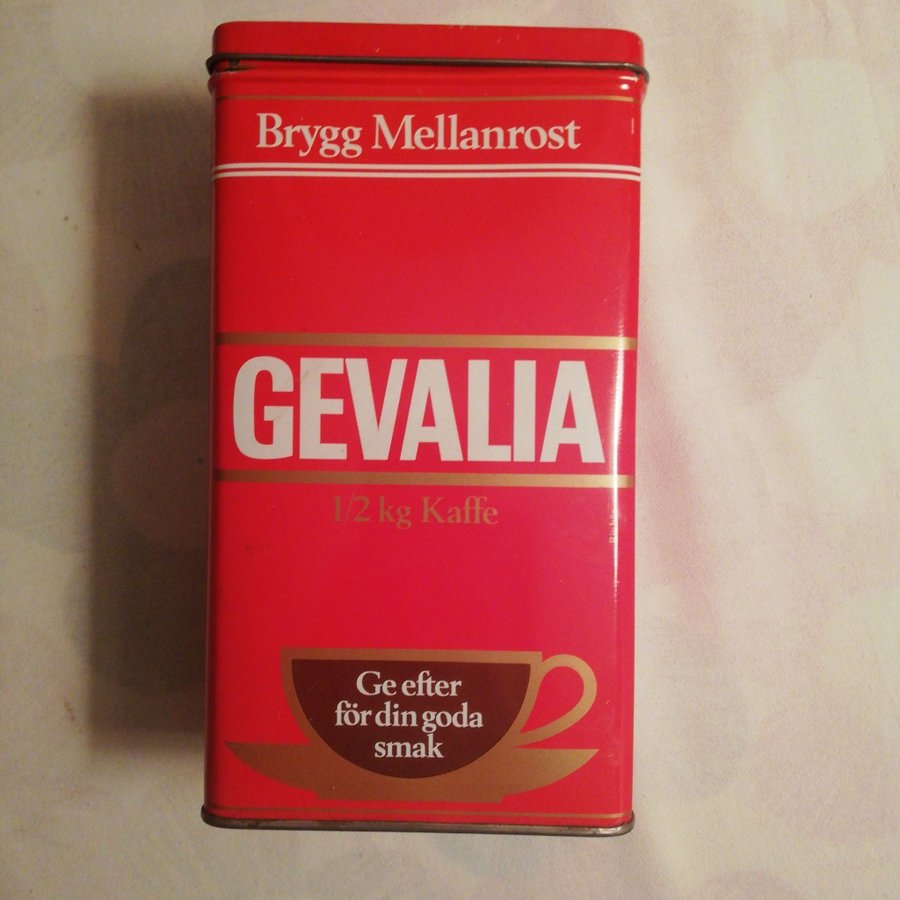 Brygg Mellanrost
GEVALIA
1/2 kg Kaffe
Ge efter
för din goda
smak